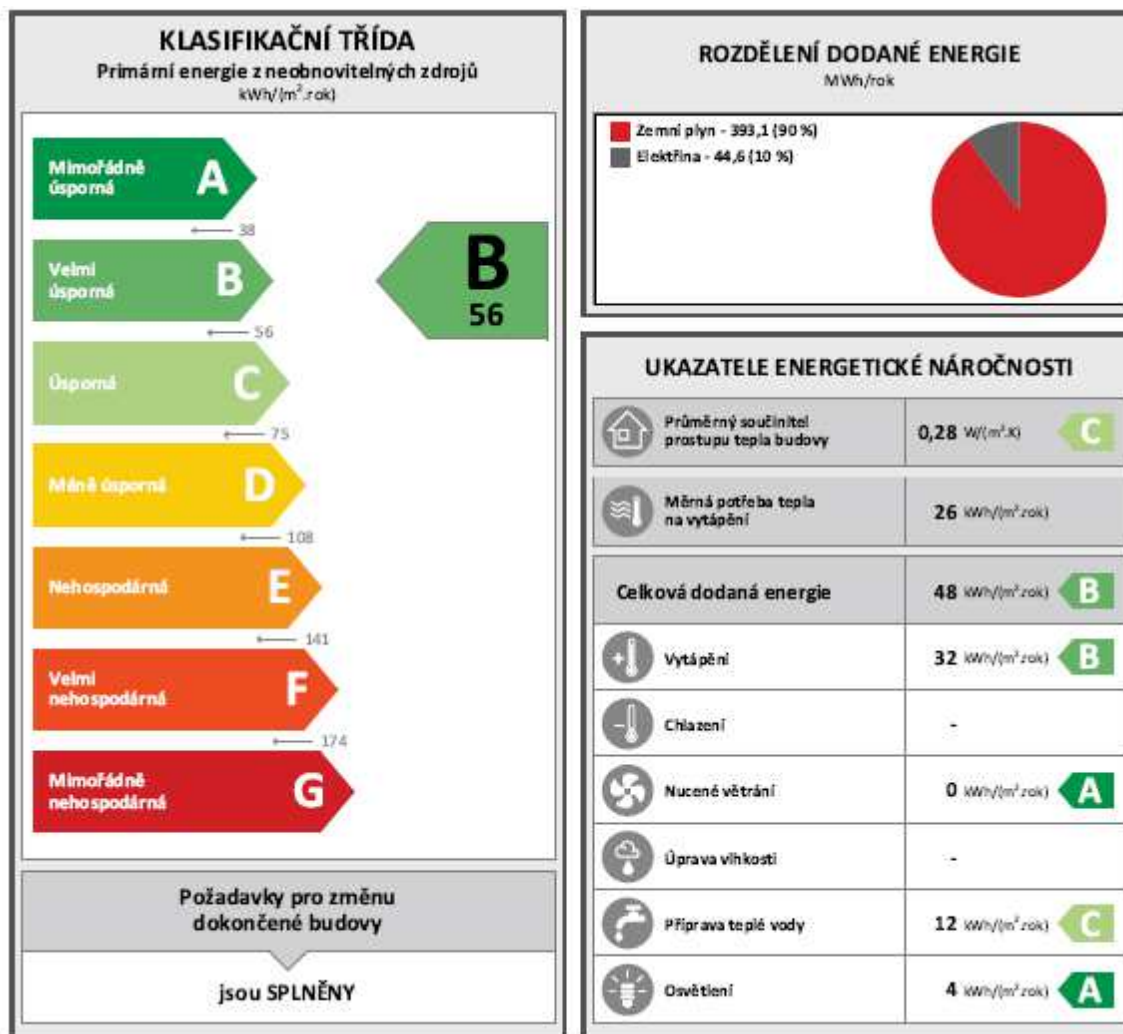 KLASIFIKAČNÍ TŘÍDA
Primární energie z neobnovitelných zdrojů
kWh/(m².rok)
Mimořádně
úsporná
A
38
Velmi
úsporná
B
56
Úsporná
C
75
Méně úsporná
D
108
Nehospodárná
E
141
Velmi
nehospodárná
F
174
Mimořádně
nehospodárná
G
B
56
Požadavky pro změnu
dokončené budovy
jsou SPLNĚNY
ROZDĚLENÍ DODANÉ ENERGIE
MWh/rok
Zemní plyn - 393,1 (90 %)
Elektřina - 44,6 (10 %)
UKAZATELE ENERGETICKÉ NÁROČNOSTI
Průměrný součinitel
prostupu tepla budovy
0,28 W/(m².K) C
Měrná potřeba tepla
na vytápění
26 kWh/(m².rok)
Celková dodaná energie 48 kWh/(m².rok) B
Vytápění 32 kWh/(m².rok) B
Chlazení -
Nucené větrání 0 kWh/(m².rok) A
Úprava vlhkosti -
Příprava teplé vody 12 kWh/(m².rok) C
Osvětlení 4 kWh/(m².rok) A